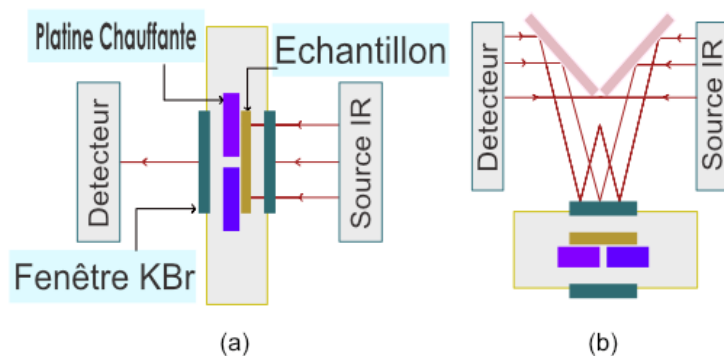 Platine Chauffante
Echantillon
Detecteur
Source IR
Fenêtre KBr
(a)
Detecteur
Source IR
(b)